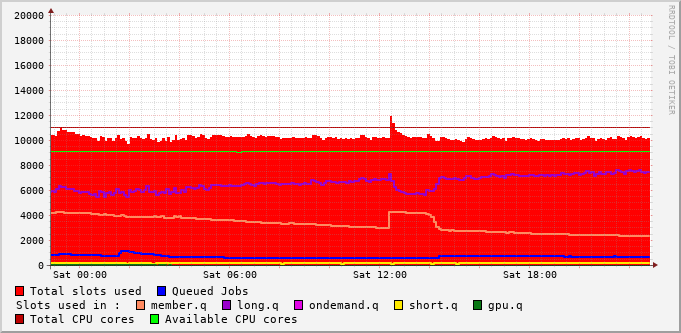 20000
18000
16000
14000
12000
10000
8000
6000
4000
2000
0
Sat 00:00 Sat 06:00 Sat 12:00 Sat 18:00
RRDTOOL / TOBI OETIKER
Total slots used Queued Jobs
Slots used in : member.q long.q ondemand.q short.q gpu.q
Total CPU cores Available CPU cores